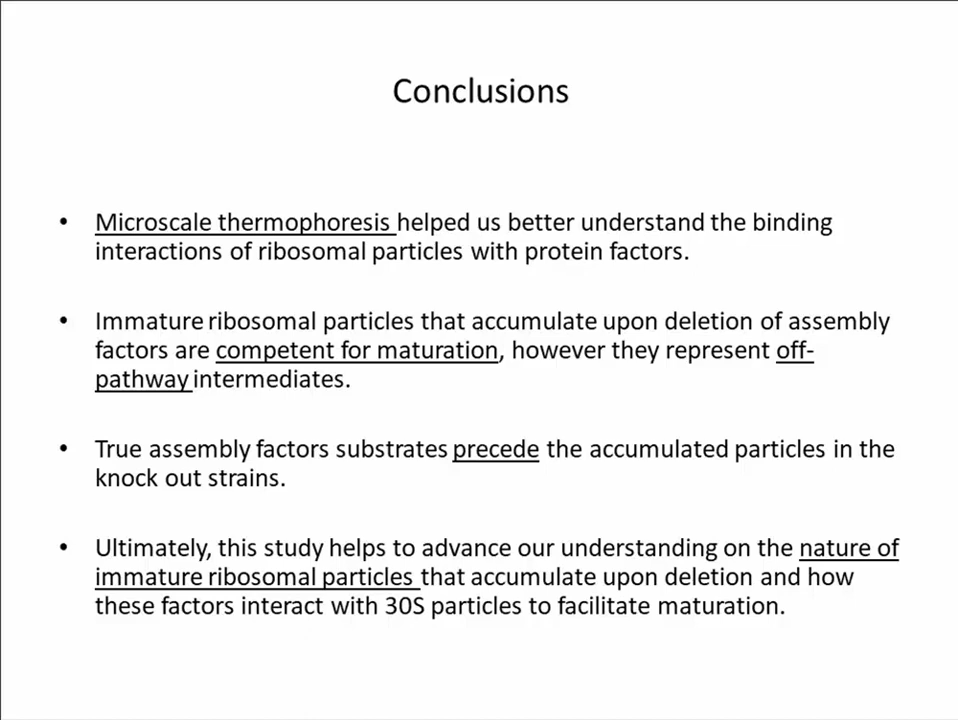 Conclusions
• Microscale thermophoresis helped us better understand the binding
interactions of ribosomal particles with protein factors.
• Immature ribosomal particles that accumulate upon deletion of assembly
factors are competent for maturation, however they represent off-
pathway intermediates.
• True assembly factors substrates precede the accumulated particles in the
knock out strains.
• Ultimately, this study helps to advance our understanding on the nature of
immature ribosomal particles that accumulate upon deletion and how
these factors interact with 30S particles to facilitate maturation.